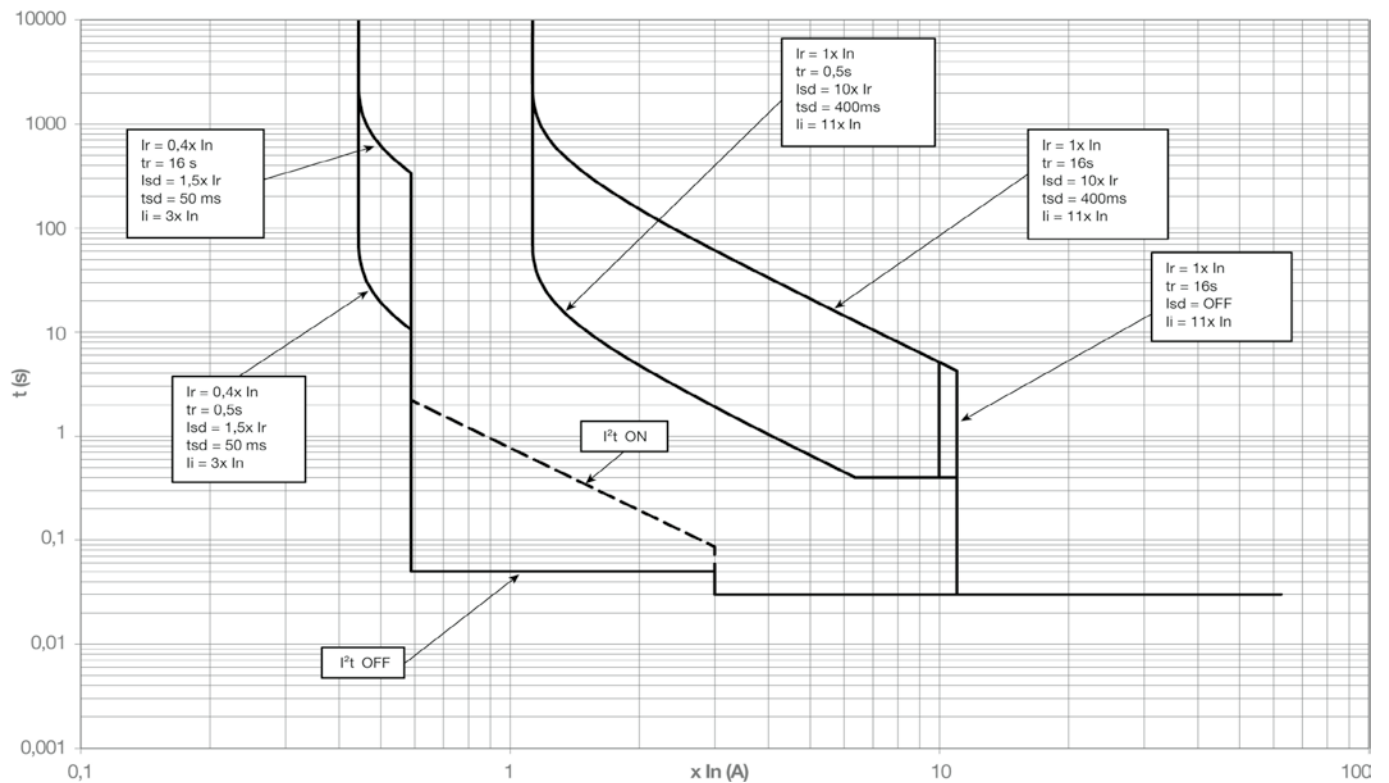 10000
1000
100
10
1
0,1
0,01
0,001
t (s)
0,1
1
10
100
x In (A)
Ir = 0,4x In
tr = 16 s
Isd = 1,5x Ir
tsd = 50 ms
Ii = 3x In
Ir = 0,4x In
tr = 0,5s
Isd = 1,5x Ir
tsd = 50 ms
Ii = 3x In
Ir = 1x In
tr = 0,5s
Isd = 10x Ir
tsd = 400ms
Ii = 11x In
Ir = 1x In
tr = 16s
Isd = 10x Ir
tsd = 400ms
Ii = 11x In
Ir = 1x In
tr = 16s
Isd = OFF
Ii = 11x In
I²t ON
I²t OFF